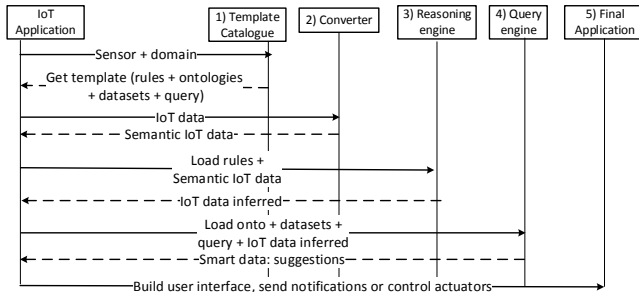 IoT
Application
1) Template
Catalogue
2) Converter
3) Reasoning
engine
4) Query
engine
5) Final
Application
Sensor + domain
Get template (rules + ontologies
+ datasets + query)
IoT data
Semantic IoT data
Load rules +
Semantic IoT data
IoT data inferred
Load onto + datasets +
query + IoT data inferred
Smart data: suggestions
Build user interface, send notifications or control actuators